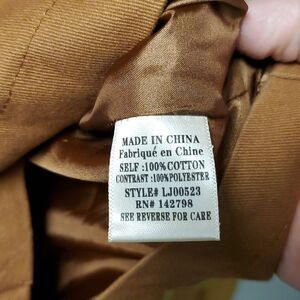 MADE IN CHINA
Fabriqué en Chine
SELF :100%COTTON
CONTRAST :100%POLYESTER
STYLE# LJ00523
RN# 142798
SEE REVERSE FOR CARE